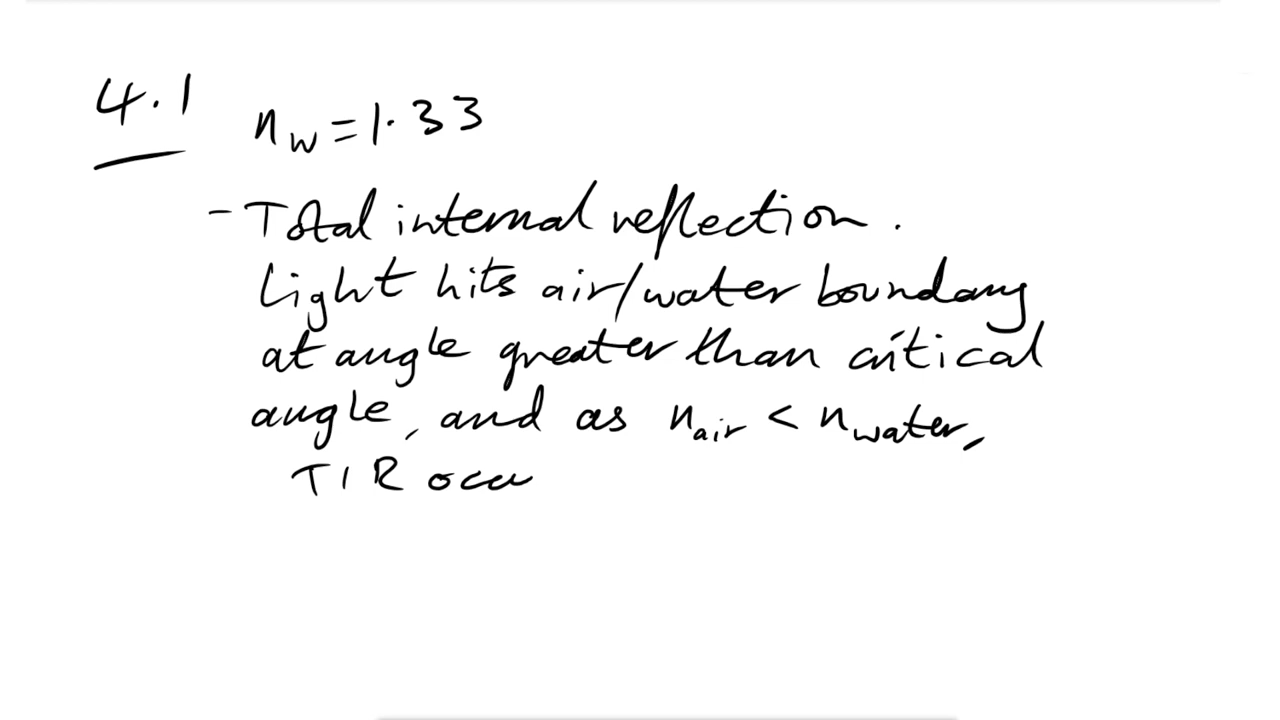 4.1
n_w = 1.33
- Total internal reflection.
Light hits air/water boundary
at angle greater than critical
angle, and as n_air < n_water,
TIR occu